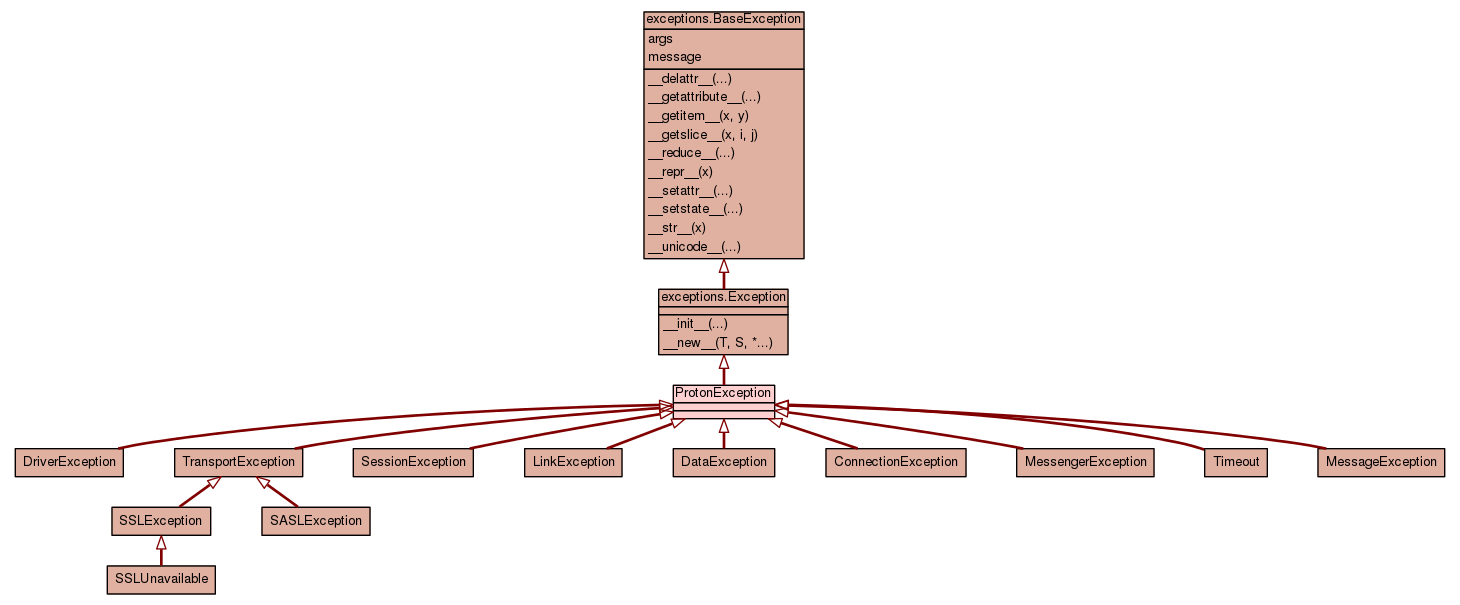 exceptions.BaseException
args
message
__delattr__(...)
__getattribute__(...)
__getitem__(x, y)
__getslice__(x, i, j)
__reduce__(...)
__repr__(x)
__setattr__(...)
__setstate__(...)
__str__(x)
__unicode__(...)
exceptions.Exception
__init__(...)
__new__(T, S, *...)
ProtonException
DriverException
TransportException
SessionException
LinkException
DataException
ConnectionException
MessengerException
Timeout
MessageException
SSLException
SASLException
SSLUnavailable